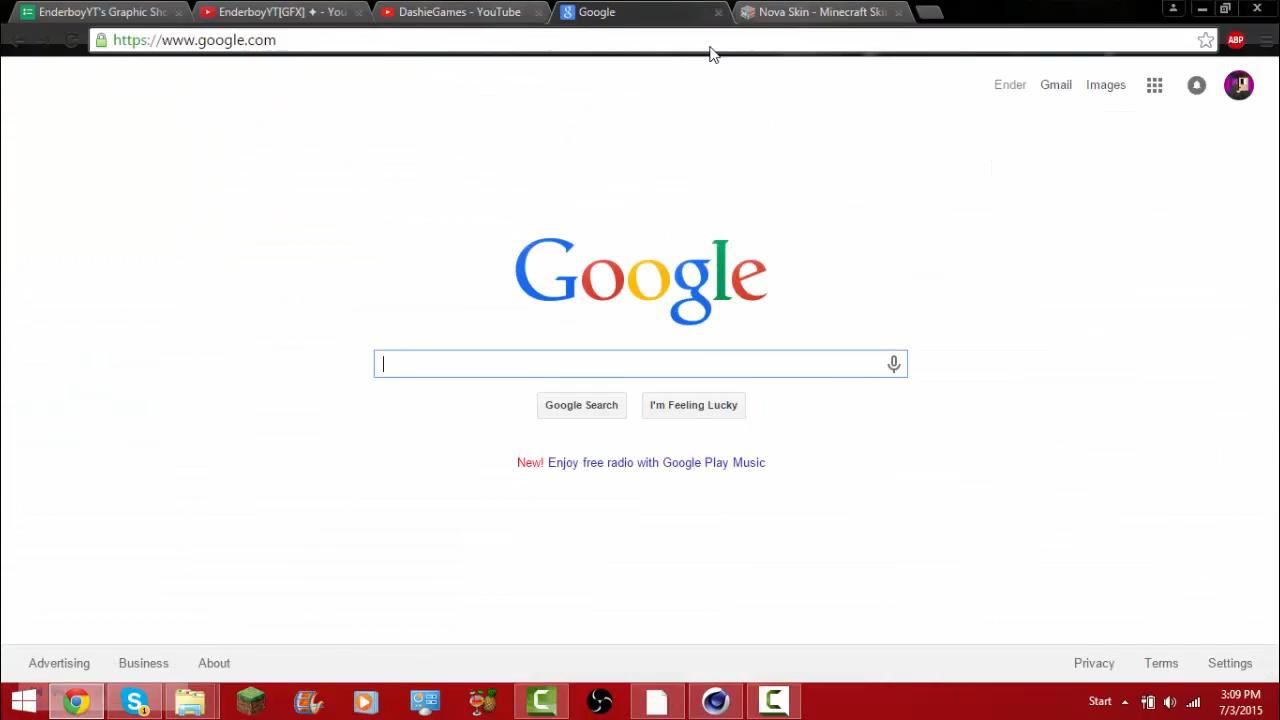 EnderboyYT's Graphic Sho
EnderboyYT[GFX] ✦ - You
DashieGames - YouTube
Google
Nova Skin - Minecraft Ski
https://www.google.com
ABP
Ender Gmail Images
Google
Google Search I'm Feeling Lucky
New! Enjoy free radio with Google Play Music
Advertising Business About Privacy Terms Settings
Start
3:09 PM
7/3/2015